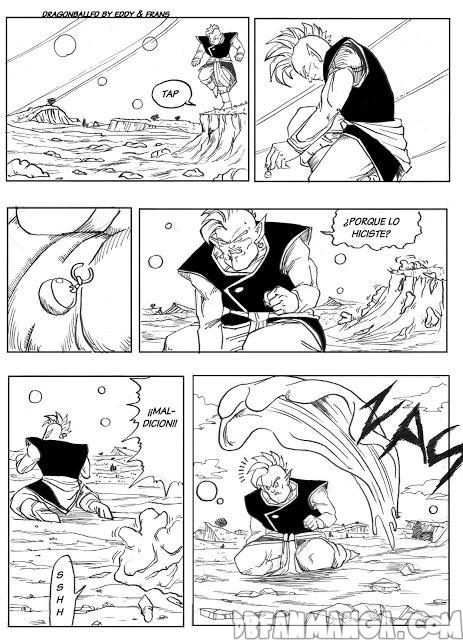 DRAGONBALLFD BY EDDY & FRANS
TAP
¿PORQUE LO
HICISTE?
¡¡MAL-
DICION!!
SSHH
ZAS
DBFANMANGA.COM